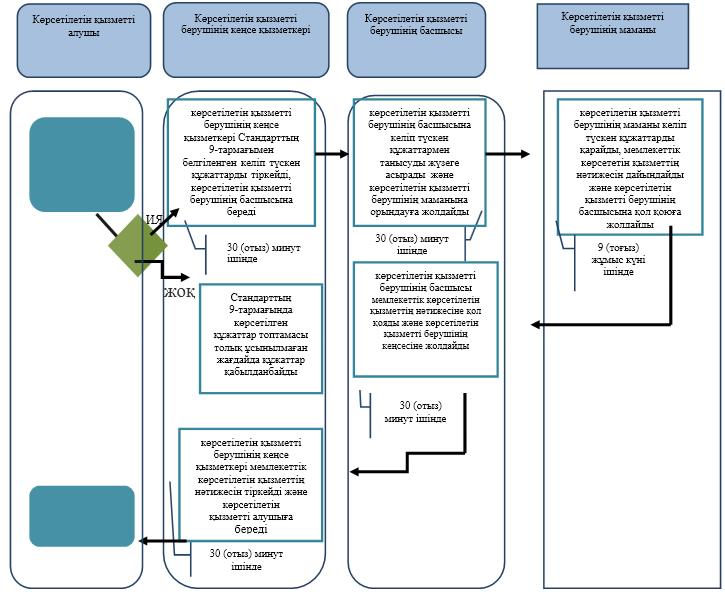 Көрсетілетін қызметті
алушы
Көрсетілетін қызметті
берушінің кеңсе қызметкері
Көрсетілетін қызметті
берушінің басшысы
Көрсетілетін қызметті
берушінің маманы
көрсетілетін қызметті
берушінің кеңсе
қызметкері Стандарттың
9-тармағымен
белгіленген келіп түскен
құжаттарды тіркейді,
көрсетілетін қызметті
берушінің басшысына
береді
көрсетілетін қызметті
берушінің басшысына
келіп түскен
құжаттармен
танысуды жүзеге
асырады және
көрсетілетін қызметті
берушінің маманына
орындауға жолдайды
көрсетілетін қызметті
берушінің маманы келіп
түскен құжаттарды
қарайды, мемлекеттік
көрсететін қызметтің
нәтижесін дайындайды
және көрсетілетін
қызметті берушінің
басшысына қол қоюға
жолдайды
ИЯ
30 (отыз) минут
ішінде
30 (отыз) минут
ішінде
9 (тоғыз)
жұмыс күні
ішінде
ЖОҚ
Стандарттың
9-тармағында
көрсетілген
құжаттар топтамасы
толық ұсынылмаған
жағдайда құжаттар
қабылданбайды
көрсетілетін қызметті
берушінің басшысы
мемлекеттік көрсетілетін
қызметтің нәтижесіне қол
қояды және көрсетілетін
қызметті берушінің
кеңсесіне жолдайды
30 (отыз)
минут ішінде
көрсетілетін қызметті
берушінің кеңсе
қызметкері мемлекеттік
көрсетілетін қызметтің
нәтижесін тіркейді және
көрсетілетін
қызметті алушыға
береді
30 (отыз) минут
ішінде